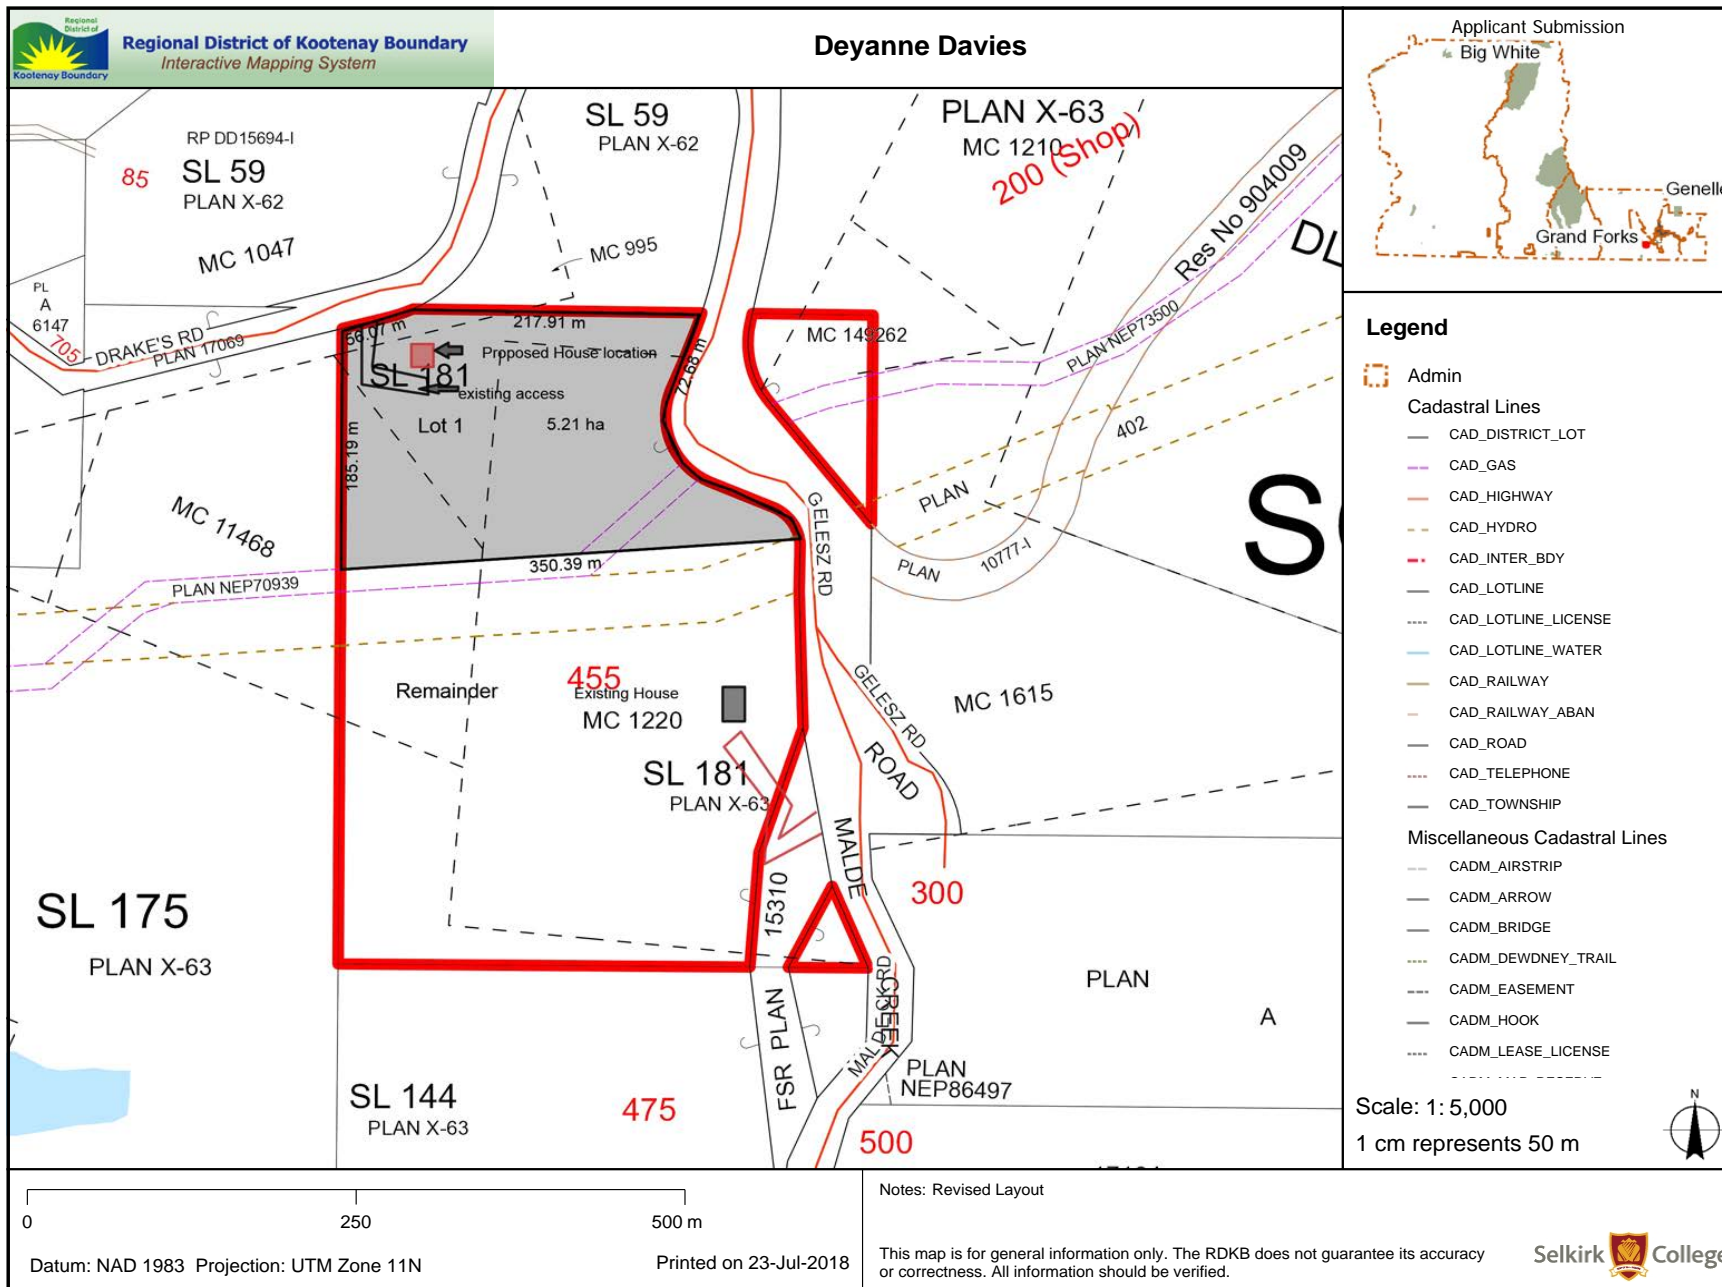 Regional
District of
Kootenay Boundary
Regional District of Kootenay Boundary
Interactive Mapping System
Deyanne Davies
Applicant Submission
Big White
Genelle
Grand Forks
RP DD15694-I
85
SL 59
PLAN X-62
MC 1047
SL 59
PLAN X-62
PLAN X-63
MC 1210
200 (Shop)
Res No 904009
DL
MC 995
PL
A
6147
705
DRAKE'S RD
PLAN 17069
56.07 m
217.91 m
Proposed House location
SL 181
existing access
Lot 1
5.21 ha
72.68 m
185.19 m
350.39 m
MC 149262
PLAN NEP73500
402
PLAN
PLAN
10777-I
GELESZ RD
MC 11468
PLAN NEP70939
Remainder
455
Existing House
MC 1220
SL 181
PLAN X-63
GELESZ RD
ROAD
MC 1615
MALDE
15310
300
SL 175
PLAN X-63
FSR PLAN
MALDE CK RD
CREEK
PLAN
A
PLAN
NEP86497
SL 144
PLAN X-63
475
500
Legend
Admin
Cadastral Lines
CAD_DISTRICT_LOT
CAD_GAS
CAD_HIGHWAY
CAD_HYDRO
CAD_INTER_BDY
CAD_LOTLINE
CAD_LOTLINE_LICENSE
CAD_LOTLINE_WATER
CAD_RAILWAY
CAD_RAILWAY_ABAN
CAD_ROAD
CAD_TELEPHONE
CAD_TOWNSHIP
Miscellaneous Cadastral Lines
CADM_AIRSTRIP
CADM_ARROW
CADM_BRIDGE
CADM_DEWDNEY_TRAIL
CADM_EASEMENT
CADM_HOOK
CADM_LEASE_LICENSE
Scale: 1: 5,000
1 cm represents 50 m
N
0
250
500 m
Datum: NAD 1983 Projection: UTM Zone 11N
Printed on 23-Jul-2018
Notes: Revised Layout
This map is for general information only. The RDKB does not guarantee its accuracy
or correctness. All information should be verified.
Selkirk College